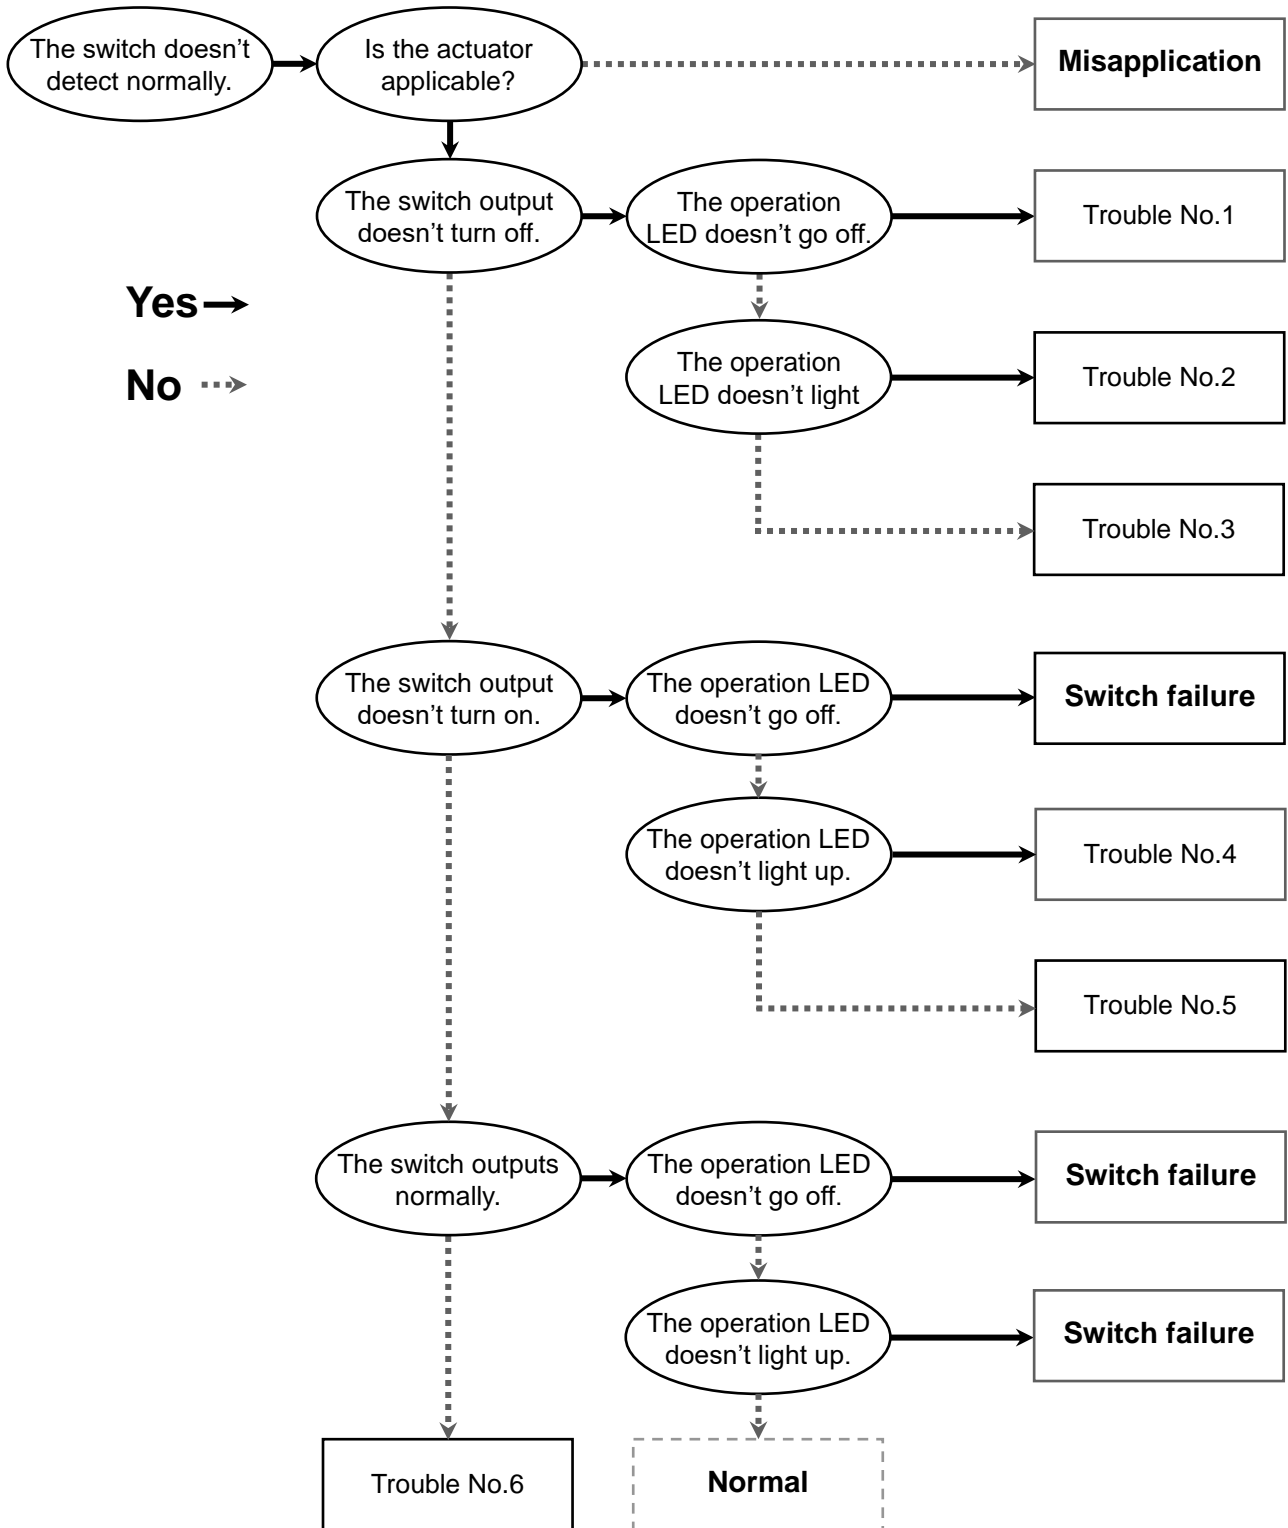 The switch doesn't
detect normally.
Is the actuator
applicable?
Misapplication
The switch output
doesn't turn off.
The operation
LED doesn't go off.
Trouble No.1
Yes
No
The operation
LED doesn't light
Trouble No.2
Trouble No.3
The switch output
doesn't turn on.
The operation LED
doesn't go off.
Switch failure
The operation LED
doesn't light up.
Trouble No.4
Trouble No.5
The switch outputs
normally.
The operation LED
doesn't go off.
Switch failure
The operation LED
doesn't light up.
Switch failure
Trouble No.6
Normal